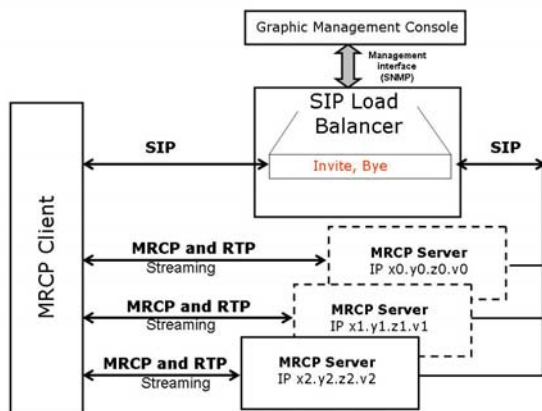 Graphic Management Console
Management
interface
(SNMP)
SIP Load
Balancer
SIP
Invite, Bye
SIP
MRCP Client
MRCP and RTP
Streaming
MRCP Server
IP x0.y0.z0.v0
MRCP and RTP
Streaming
MRCP Server
IP x1.y1.z1.v1
MRCP and RTP
Streaming
MRCP Server
IP x2.y2.z2.v2